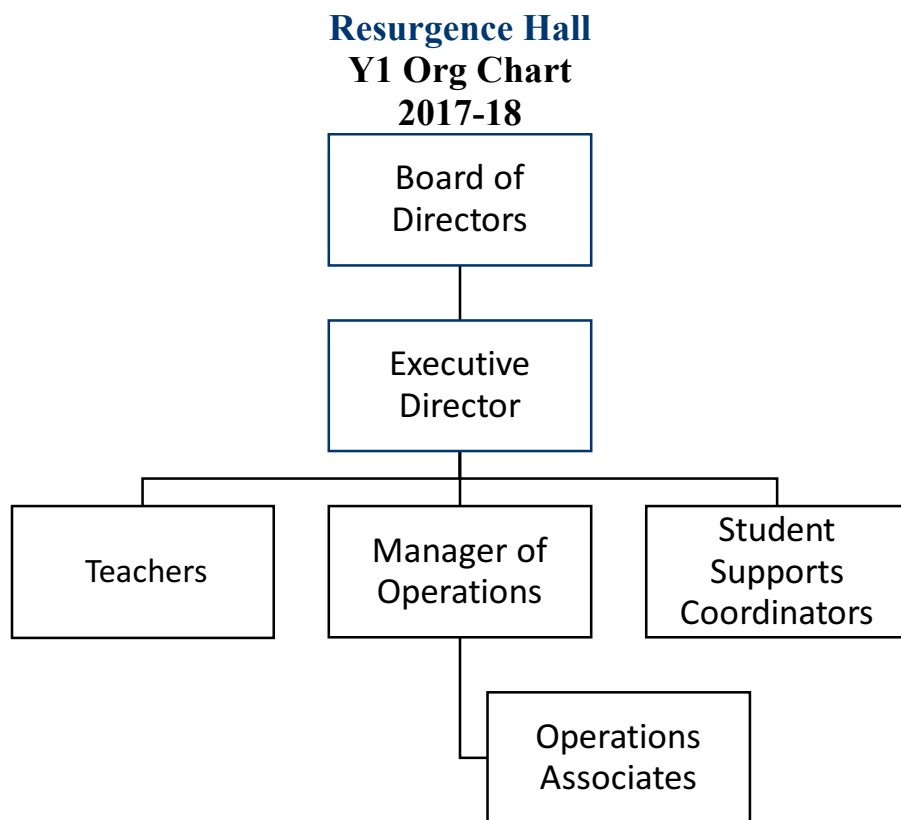 Resurgence Hall
Y1 Org Chart
2017-18
Board of
Directors
Executive
Director
Teachers
Manager of
Operations
Student
Supports
Coordinators
Operations
Associates